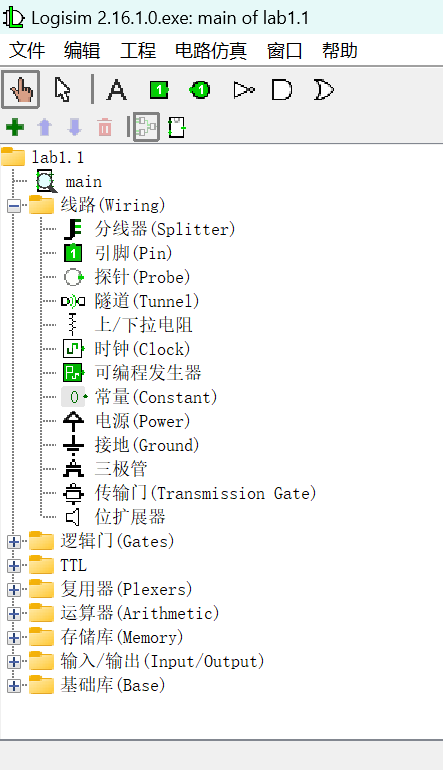 Logisim 2.16.1.0.exe: main of lab1.1
文件 编辑 工程 电路仿真 窗口 帮助
A 1
lab1.1
main
线路(Wiring)
分线器(Splitter)
1 引脚(Pin)
探针(Probe)
隧道(Tunnel)
上/下拉电阻
时钟(Clock)
可编程发生器
0 常量(Constant)
电源(Power)
接地(Ground)
三极管
传输门(Transmission Gate)
位扩展器
逻辑门(Gates)
TTL
复用器(Plexers)
运算器(Arithmetic)
存储库(Memory)
输入/输出(Input/Output)
基础库(Base)